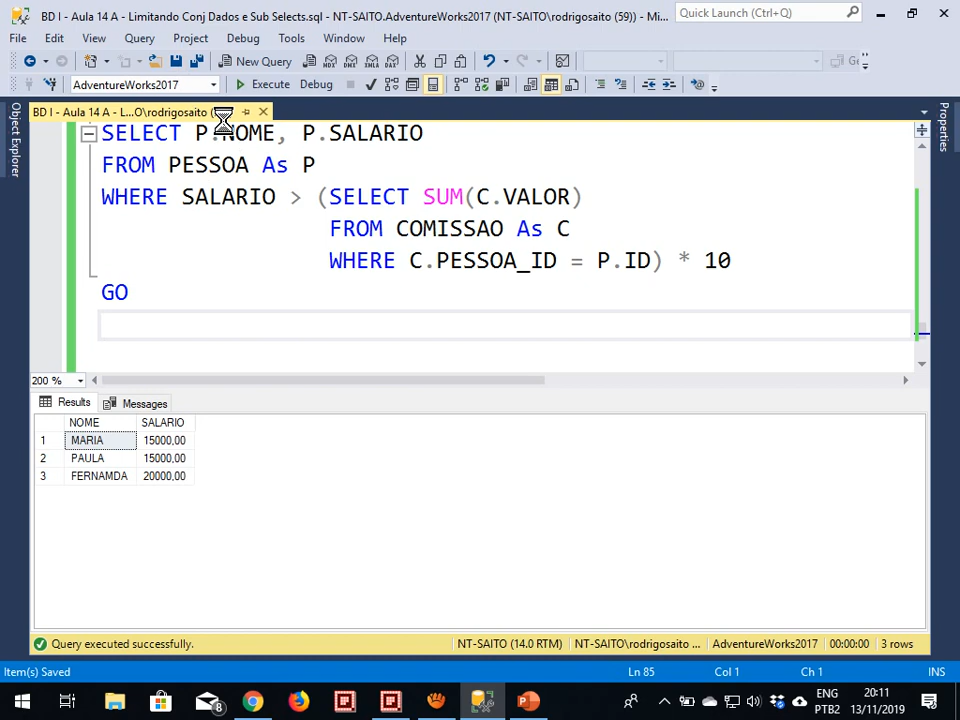 BD I - Aula 14 A - Limitando Conj Dados e Sub Selects.sql - NT-SAITO.AdventureWorks2017 (NT-SAITO\rodrigosaito (59)) - Mi...
Quick Launch (Ctrl+Q)
File Edit View Query Project Debug Tools Window Help
New Query
AdventureWorks2017
Execute Debug
BD I - Aula 14 A - L...O\rodrigosaito
Object Explorer
Properties
SELECT P.NOME, P.SALARIO
FROM PESSOA As P
WHERE SALARIO > (SELECT SUM(C.VALOR)
FROM COMISSAO As C
WHERE C.PESSOA_ID = P.ID) * 10
GO
200 %
Results Messages
NOME SALARIO
1 MARIA 15000,00
2 PAULA 15000,00
3 FERNAMDA 20000,00
Query executed successfully.
NT-SAITO (14.0 RTM) NT-SAITO\rodrigosaito ... AdventureWorks2017 00:00:00 3 rows
Item(s) Saved Ln 85 Col 1 Ch 1 INS
8
ENG
PTB2
20:11
13/11/2019